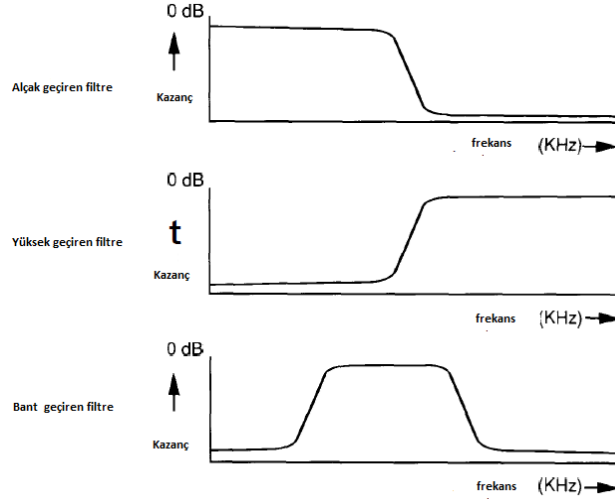 0 dB
Alçak geçiren filtre
Kazanç
frekans (KHz)
0 dB
Yüksek geçiren filtre
t
Kazanç
frekans (KHz)
0 dB
Bant geçiren filtre
Kazanç
frekans (KHz)